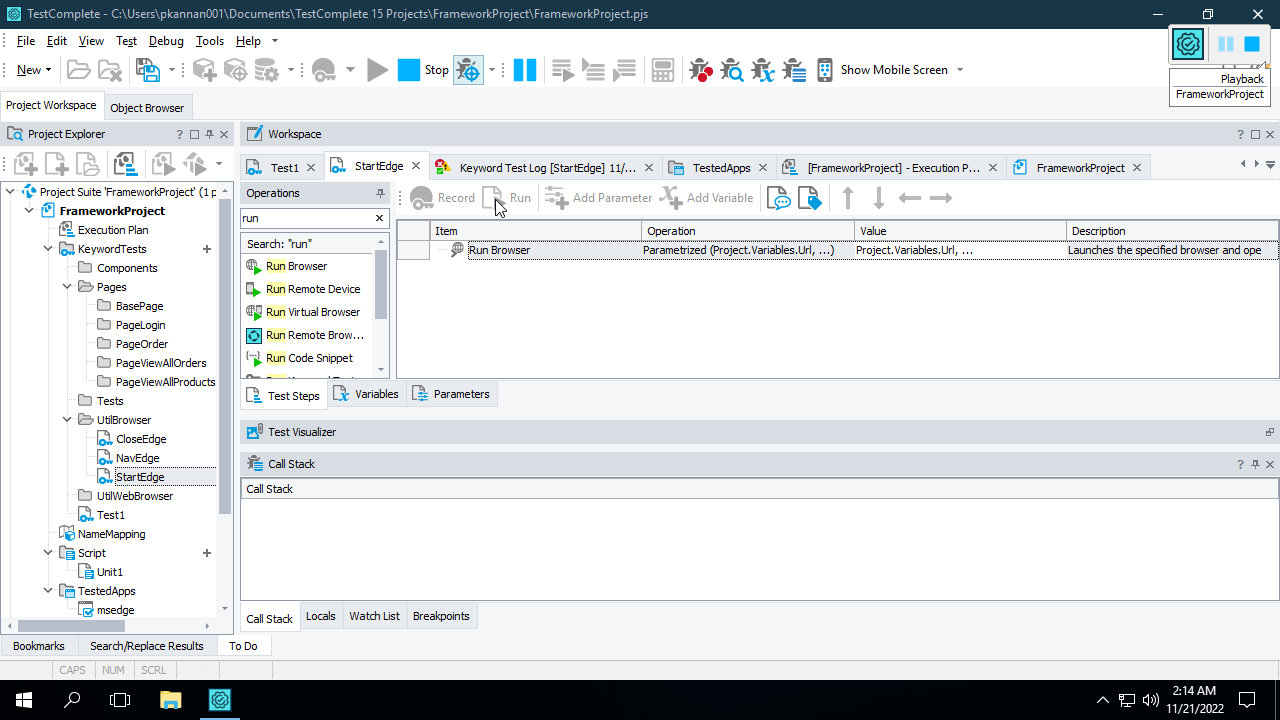 TestComplete - C:\Users\pkannan001\Documents\TestComplete 15 Projects\FrameworkProject\FrameworkProject.pjs
File Edit View Test Debug Tools Help
New Stop Show Mobile Screen
Playback
FrameworkProject
Project Workspace Object Browser
Project Explorer
Workspace
Test1 StartEdge Keyword Test Log [StartEdge] 11/... TestedApps [FrameworkProject] - Execution P... FrameworkProject
Project Suite 'FrameworkProject' (1 p
FrameworkProject
Execution Plan
KeywordTests
Components
Pages
BasePage
PageLogin
PageOrder
PageViewAllOrders
PageViewAllProducts
Tests
UtilBrowser
CloseEdge
NavEdge
StartEdge
UtilWebBrowser
Test1
NameMapping
Script
Unit1
TestedApps
msedge
Operations
run
Search: "run"
Run Browser
Run Remote Device
Run Virtual Browser
Run Remote Brow...
Run Code Snippet
Record Run Add Parameter Add Variable
Item Operation Value Description
Run Browser Parametrized (Project.Variables.Url, ...) Project.Variables.Url, ... Launches the specified browser and ope
Test Steps Variables Parameters
Test Visualizer
Call Stack
Call Stack
Call Stack Locals Watch List Breakpoints
Bookmarks Search/Replace Results To Do
CAPS NUM SCRL
2:14 AM
11/21/2022